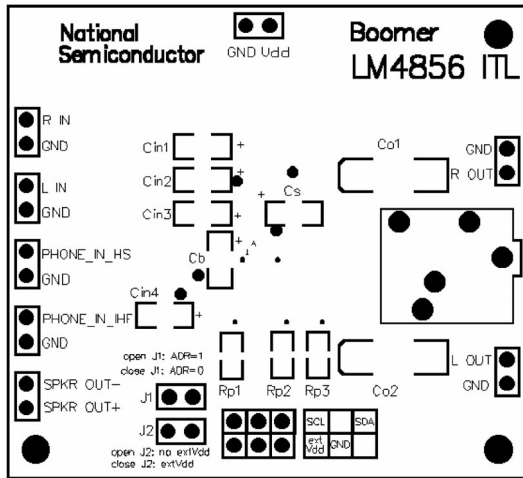 National
Semiconductor
GND Vdd
Boomer
LM4856 ITL
R IN
GND
Cin1
Co1
GND
R OUT
Cin2
L IN
GND
Cs
Cin3
PHONE_IN_HS
GND
Cb
1 A
Cin4
PHONE_IN_IHF
GND
open J1: ADR=1
close J1: ADR=0
Rp1
Rp2
Rp3
Co2
L OUT
GND
SPKR OUT-
SPKR OUT+
J1
J2
SCL
SDA
ext
Vdd
GND
open J2: no extVdd
close J2: extVdd